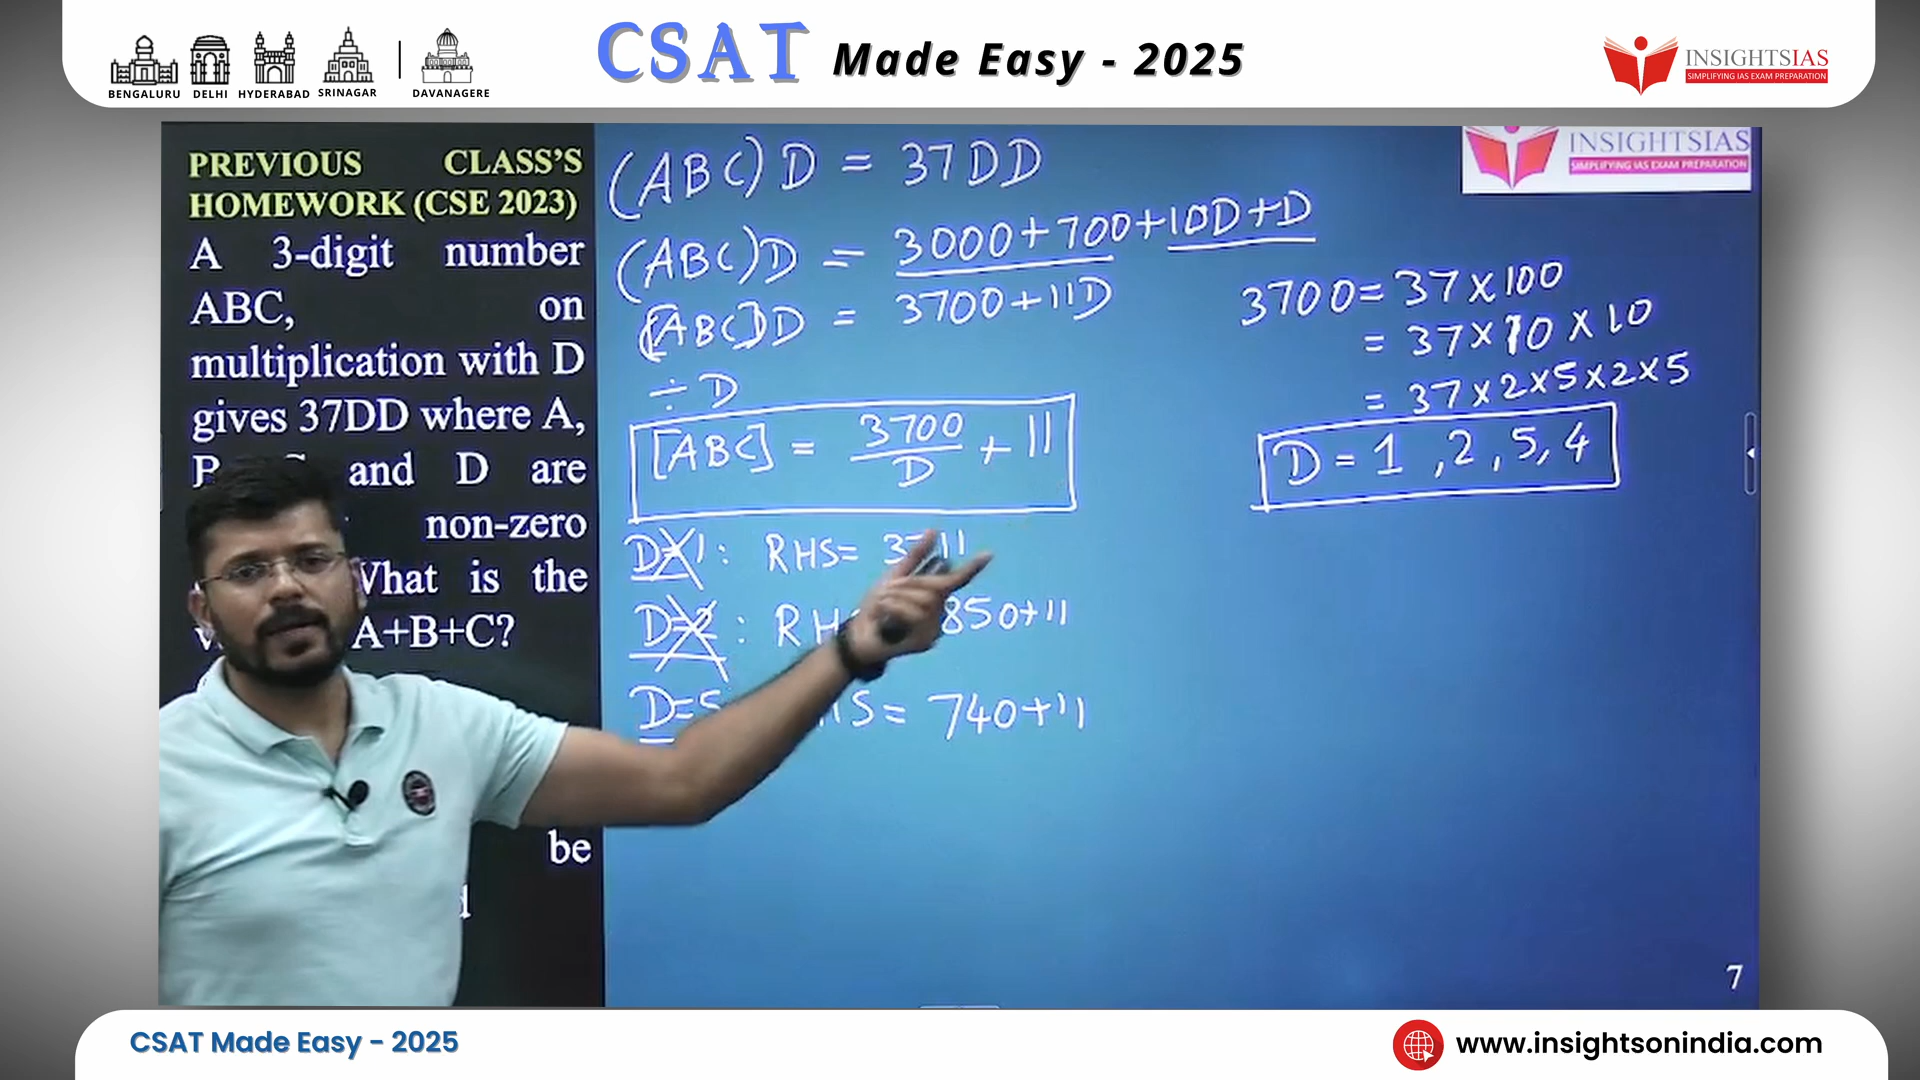 CSAT Made Easy - 2025
BENGALURU DELHI HYDERABAD SRINAGAR DAVANAGERE
INSIGHTSIAS
SIMPLIFYING IAS EXAM PREPARATION
PREVIOUS CLASS'S
HOMEWORK (CSE 2023)
A 3-digit number
ABC, on
multiplication with D
gives 37DD where A,
and D are
non-zero
What is the
A+B+C?
be
(ABC)D = 37DD
(ABC)D = 3000+700+10D+D
[ABC]D = 3700+11D
÷ D
[ABC] = 3700/D + 11
D=1 : RHS=
D=2 : 850+11
D=5 = 740+11
INSIGHTSIAS
SIMPLIFYING IAS EXAM PREPARATION
3700 = 37×100
= 37×10×10
= 37×2×5×2×5
D = 1, 2, 5, 4
7
CSAT Made Easy - 2025
www.insightsonindia.com